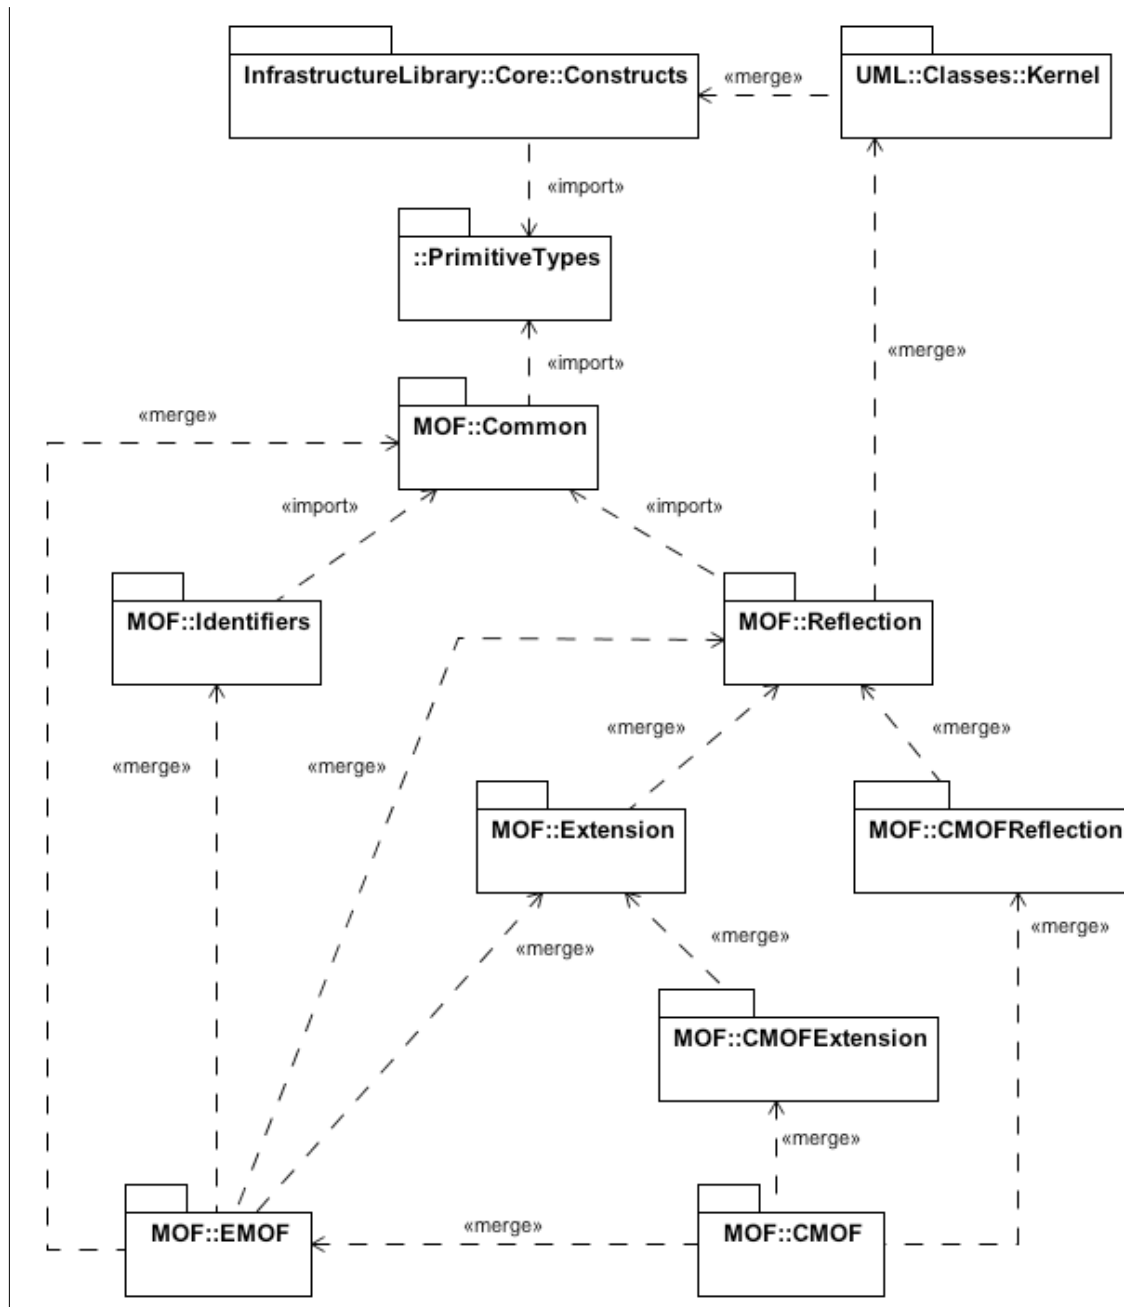 InfrastructureLibrary::Core::Constructs
«merge»
UML::Classes::Kernel
«import»
::PrimitiveTypes
«import»
«merge»
MOF::Common
«merge»
«import»
«import»
MOF::Identifiers
MOF::Reflection
«merge»
«merge»
«merge»
«merge»
MOF::Extension
MOF::CMOFReflection
«merge»
«merge»
«merge»
MOF::CMOFExtension
«merge»
MOF::EMOF
«merge»
MOF::CMOF